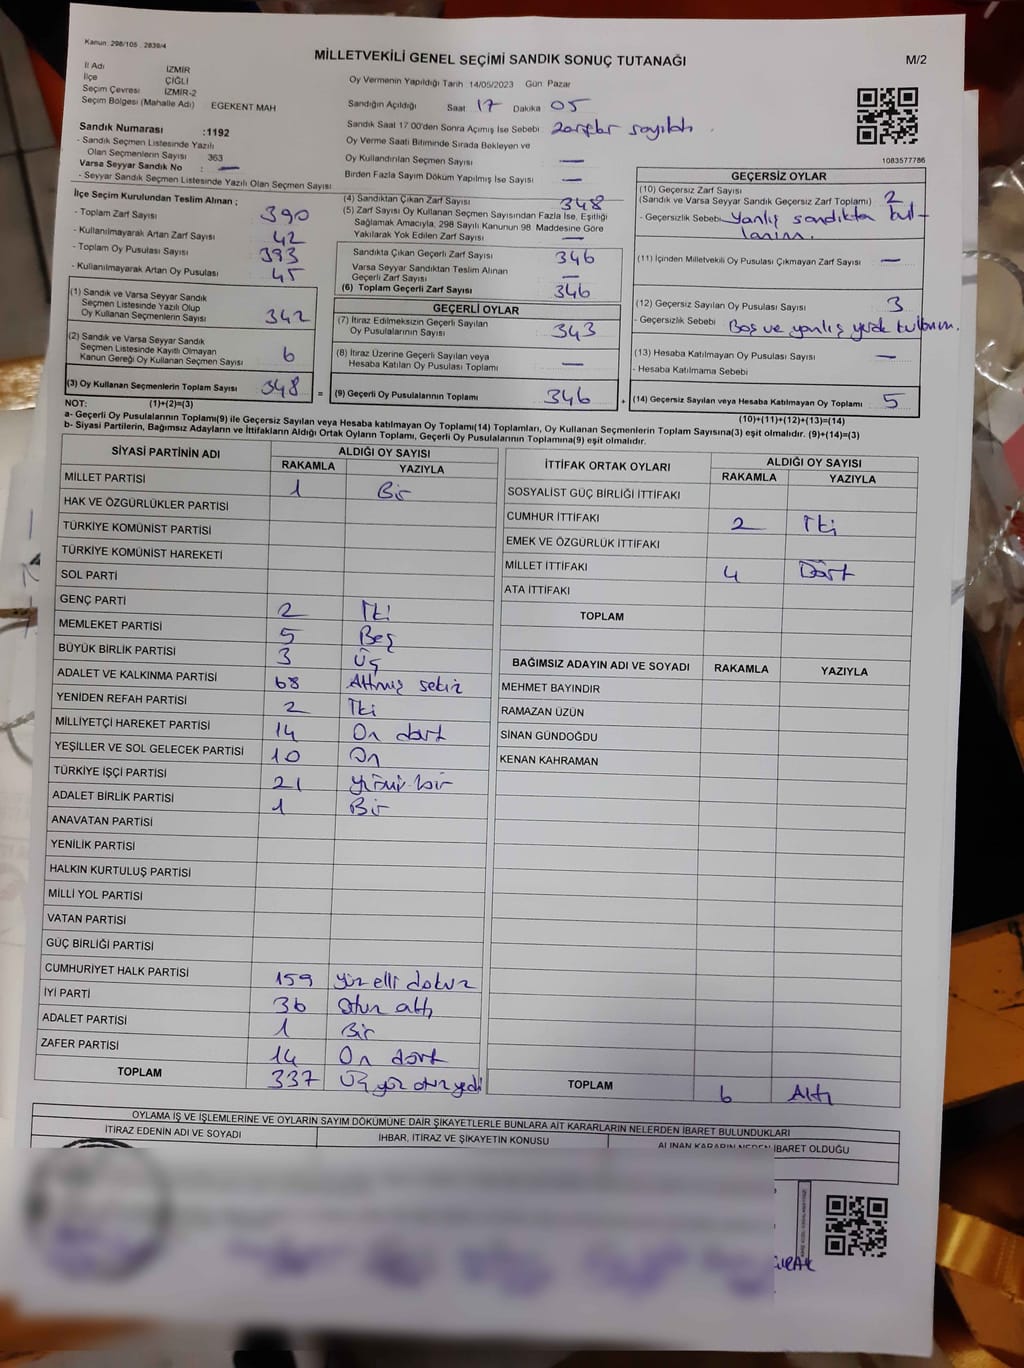 Kanun: 298/105 . 2839/4
MİLLETVEKİLİ GENEL SEÇİMİ SANDIK SONUÇ TUTANAĞI
M/2
İl Adı İZMİR
İlçe ÇİĞLİ
Seçim Çevresi İZMİR-2
Seçim Bölgesi (Mahalle Adı) EGEKENT MAH
Sandık Numarası :1192
- Sandık Seçmen Listesinde Yazılı
Olan Seçmenlerin Sayısı 363
Varsa Seyyar Sandık No : —
- Seyyar Sandık Seçmen Listesinde Yazılı Olan Seçmen Sayısı
Oy Vermenin Yapıldığı Tarih 14/05/2023 Gün Pazar
Sandığın Açıldığı Saat 17 Dakika 05
Sandık Saat 17:00'den Sonra Açımış İse Sebebi zarflar sayıldı.
Oy Verme Saati Bitiminde Sırada Bekleyen ve
Oy Kullandırılan Seçmen Sayısı —
Birden Fazla Sayım Döküm Yapılmış İse Sayısı —
1083577786
İlçe Seçim Kurulundan Teslim Alınan ;
- Toplam Zarf Sayısı 390
- Kullanılmayarak Artan Zarf Sayısı 42
- Toplam Oy Pusulası Sayısı 393
- Kullanılmayarak Artan Oy Pusulası 45
(1) Sandık ve Varsa Seyyar Sandık
Seçmen Listesinde Yazılı Olup
Oy Kullanan Seçmenlerin Sayısı 342
(2) Sandık ve Varsa Seyyar Sandık
Seçmen Listesinde Kayıtlı Olmayan
Kanun Gereği Oy Kullanan Seçmen Sayısı 6
(3) Oy Kullanan Seçmenlerin Toplam Sayısı 348 =
(4) Sandıktan Çıkan Zarf Sayısı 348
(5) Zarf Sayısı Oy Kullanan Seçmen Sayısından Fazla İse, Eşitliği
Sağlamak Amacıyla, 298 Sayılı Kanunun 98 Maddesine Göre
Yakılarak Yok Edilen Zarf Sayısı —
Sandıkta Çıkan Geçerli Zarf Sayısı 346
Varsa Seyyar Sandıktan Teslim Alınan
Geçerli Zarf Sayısı —
(6) Toplam Geçerli Zarf Sayısı 346
GEÇERLİ OYLAR
(7) İtiraz Edilmeksizin Geçerli Sayılan
Oy Pusulalarının Sayısı 343
(8) İtiraz Üzerine Geçerli Sayılan veya
Hesaba Katılan Oy Pusulası Toplamı —
(9) Geçerli Oy Pusulalarının Toplamı 346 +
GEÇERSİZ OYLAR
(10) Geçersiz Zarf Sayısı
(Sandık ve Varsa Seyyar Sandık Geçersiz Zarf Toplamı) 2
- Geçersizlik Sebebi Yanlış sandıkta kul-
lanım.
(11) İçinden Milletvekili Oy Pusulası Çıkmayan Zarf Sayısı —
(12) Geçersiz Sayılan Oy Pusulası Sayısı 3
- Geçersizlik Sebebi Boş ve yanlış kullanım.
(13) Hesaba Katılmayan Oy Pusulası Sayısı —
- Hesaba Katılmama Sebebi
(14) Geçersiz Sayılan veya Hesaba Katılmayan Oy Toplamı 5
NOT: (1)+(2)=(3)
(10)+(11)+(12)+(13)=(14)
a- Geçerli Oy Pusulalarının Toplamı(9) ile Geçersiz Sayılan veya Hesaba katılmayan Oy Toplamı(14) Toplamları, Oy Kullanan Seçmenlerin Toplam Sayısına(3) eşit olmalıdır. (9)+(14)=(3)
b- Siyasi Partilerin, Bağımsız Adayların ve İttifakların Aldığı Ortak Oyların Toplamı, Geçerli Oy Pusulalarının Toplamına(9) eşit olmalıdır.
SİYASİ PARTİNİN ADI ALDIĞI OY SAYISI
RAKAMLA YAZIYLA
MİLLET PARTİSİ 1 Bir
HAK VE ÖZGÜRLÜKLER PARTİSİ
TÜRKİYE KOMÜNİST PARTİSİ
TÜRKİYE KOMÜNİST HAREKETİ
SOL PARTİ
GENÇ PARTİ 2 İki
MEMLEKET PARTİSİ 5 Beş
BÜYÜK BİRLİK PARTİSİ 3 Üç
ADALET VE KALKINMA PARTİSİ 68 Altmış sekiz
YENİDEN REFAH PARTİSİ 2 İki
MİLLİYETÇİ HAREKET PARTİSİ 14 On dört
YEŞİLLER VE SOL GELECEK PARTİSİ 10 On
TÜRKİYE İŞÇİ PARTİSİ 21 yirmi bir
ADALET BİRLİK PARTİSİ 1 Bir
ANAVATAN PARTİSİ
YENİLİK PARTİSİ
HALKIN KURTULUŞ PARTİSİ
MİLLİ YOL PARTİSİ
VATAN PARTİSİ
GÜÇ BİRLİĞİ PARTİSİ
CUMHURİYET HALK PARTİSİ 159 yüz elli dokuz
İYİ PARTİ 36 otuz altı
ADALET PARTİSİ 1 Bir
ZAFER PARTİSİ 14 On dört
TOPLAM 337 Üç yüz otuz yedi
İTTİFAK ORTAK OYLARI ALDIĞI OY SAYISI
RAKAMLA YAZIYLA
SOSYALİST GÜÇ BİRLİĞİ İTTİFAKI
CUMHUR İTTİFAKI 2 İki
EMEK VE ÖZGÜRLÜK İTTİFAKI
MİLLET İTTİFAKI 4 Dört
ATA İTTİFAKI
TOPLAM
BAĞIMSIZ ADAYIN ADI VE SOYADI RAKAMLA YAZIYLA
MEHMET BAYINDIR
RAMAZAN ÜZÜN
SİNAN GÜNDOĞDU
KENAN KAHRAMAN
TOPLAM 6 Altı
OYLAMA İŞ VE İŞLEMLERİNE VE OYLARIN SAYIM DÖKÜMÜNE DAİR ŞİKAYETLERLE BUNLARA AİT KARARLARIN NELERDEN İBARET BULUNDUKLARI
İTİRAZ EDENİN ADI VE SOYADI İHBAR, İTİRAZ VE ŞİKAYETİN KONUSU ALINAN KARARIN NEDEN İBARET OLDUĞU